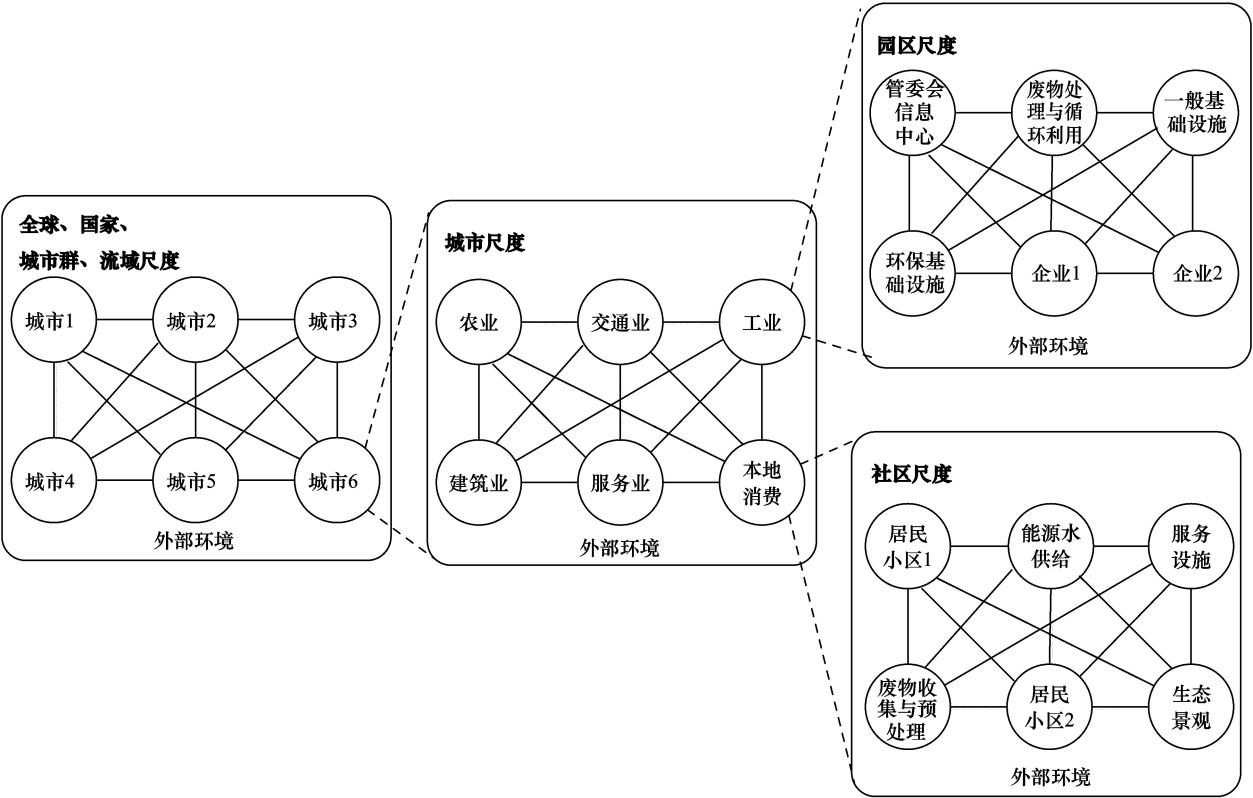 全球、国家、
城市群、流域尺度
城市1
城市2
城市3
城市4
城市5
城市6
外部环境
城市尺度
农业
交通业
工业
建筑业
服务业
本地
消费
外部环境
园区尺度
管委会
信息
中心
废物处
理与循
环利用
一般基
础设施
环保基
础设施
企业1
企业2
外部环境
社区尺度
居民
小区1
能源水
供给
服务
设施
废物收
集与预
处理
居民
小区2
生态
景观
外部环境